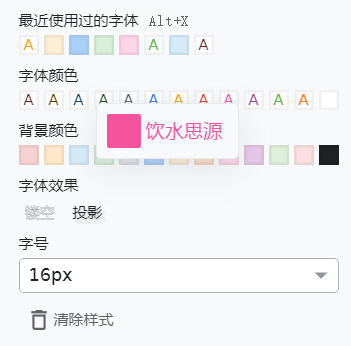 最近使用过的字体 Alt+X
A A A
字体颜色
A A A A A A A A A A A A A
饮水思源
背景颜色
字体效果
镂空 投影
字号
16px
清除样式